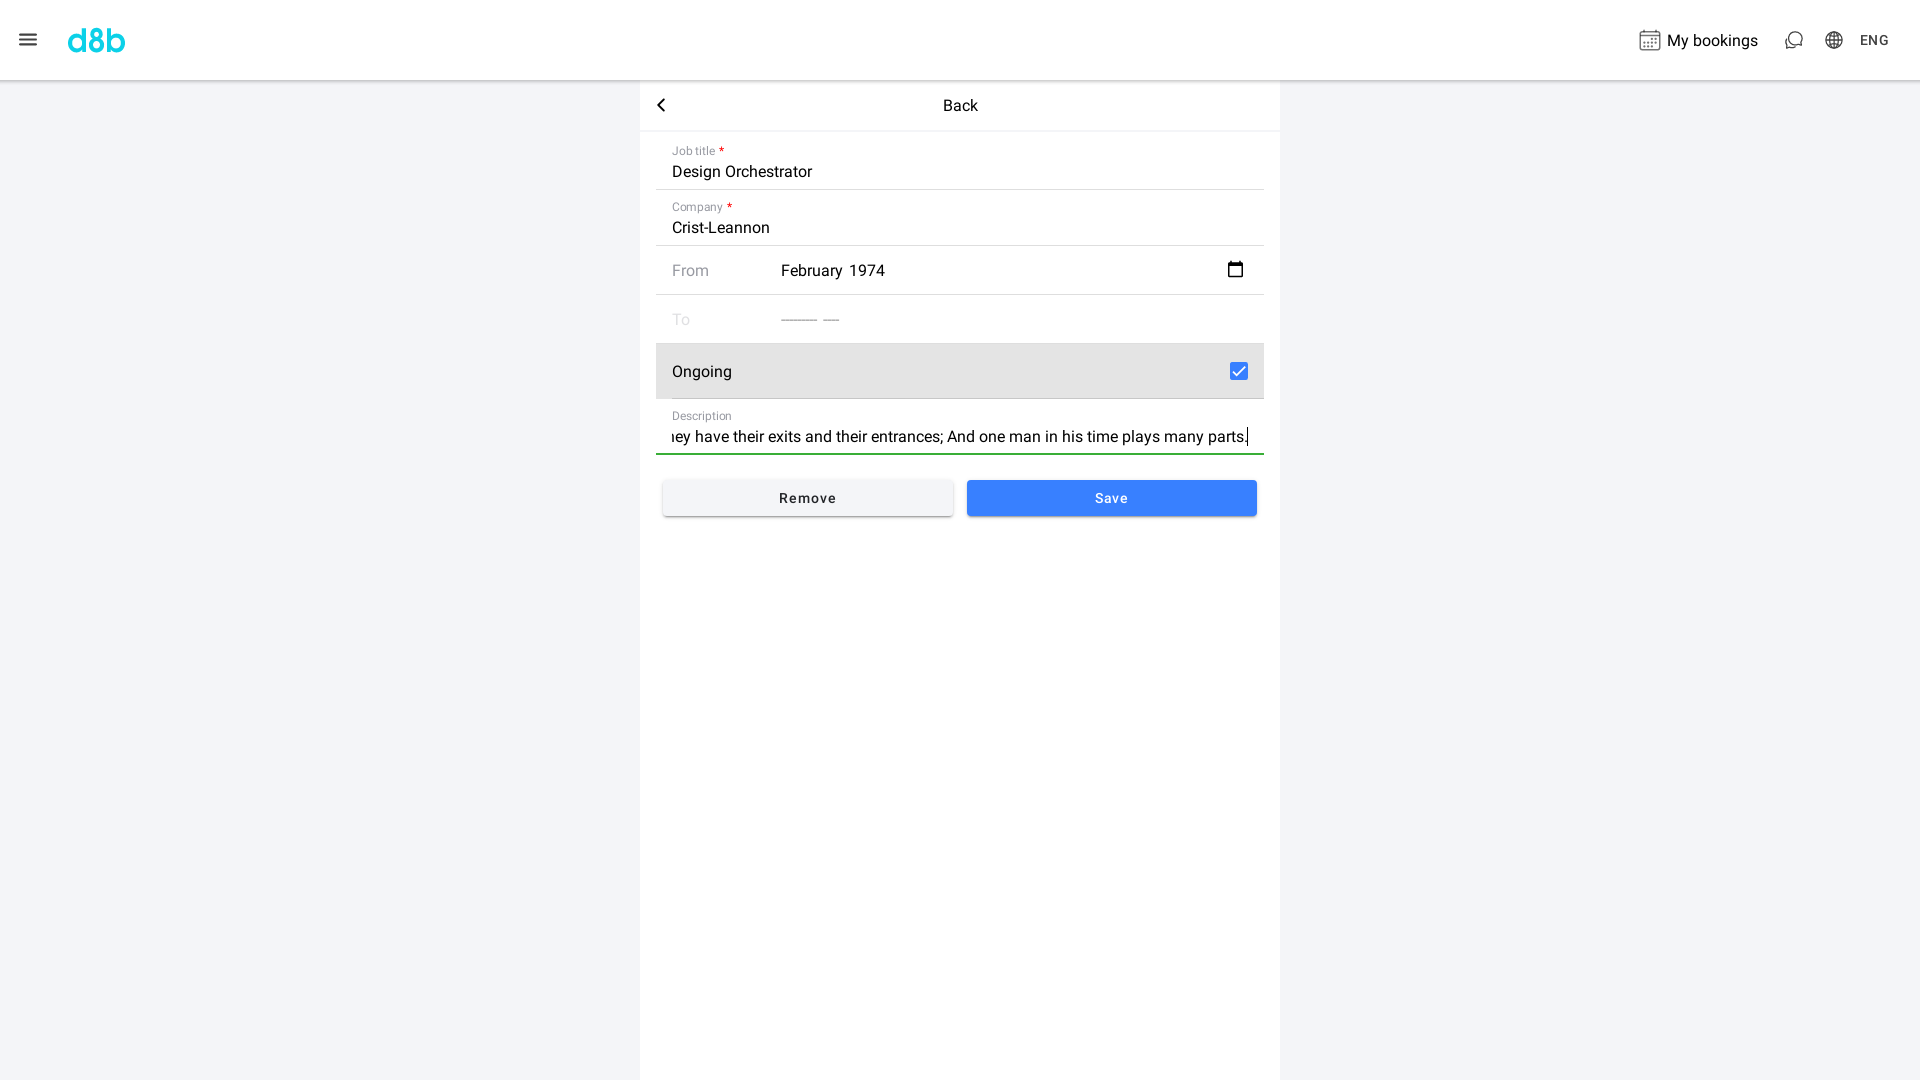 d8b
My bookings
ENG
Back
Job title *
Design Orchestrator
Company *
Crist-Leannon
From
February 1974
To
Ongoing
Description
have their exits and their entrances; And one man in his time plays many parts.
Remove
Save